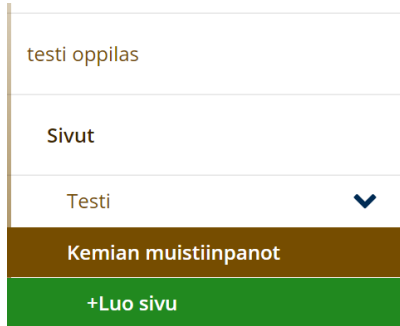 testi oppilas
Sivut
Testi
Kemian muistiinpanot
+Luo sivu